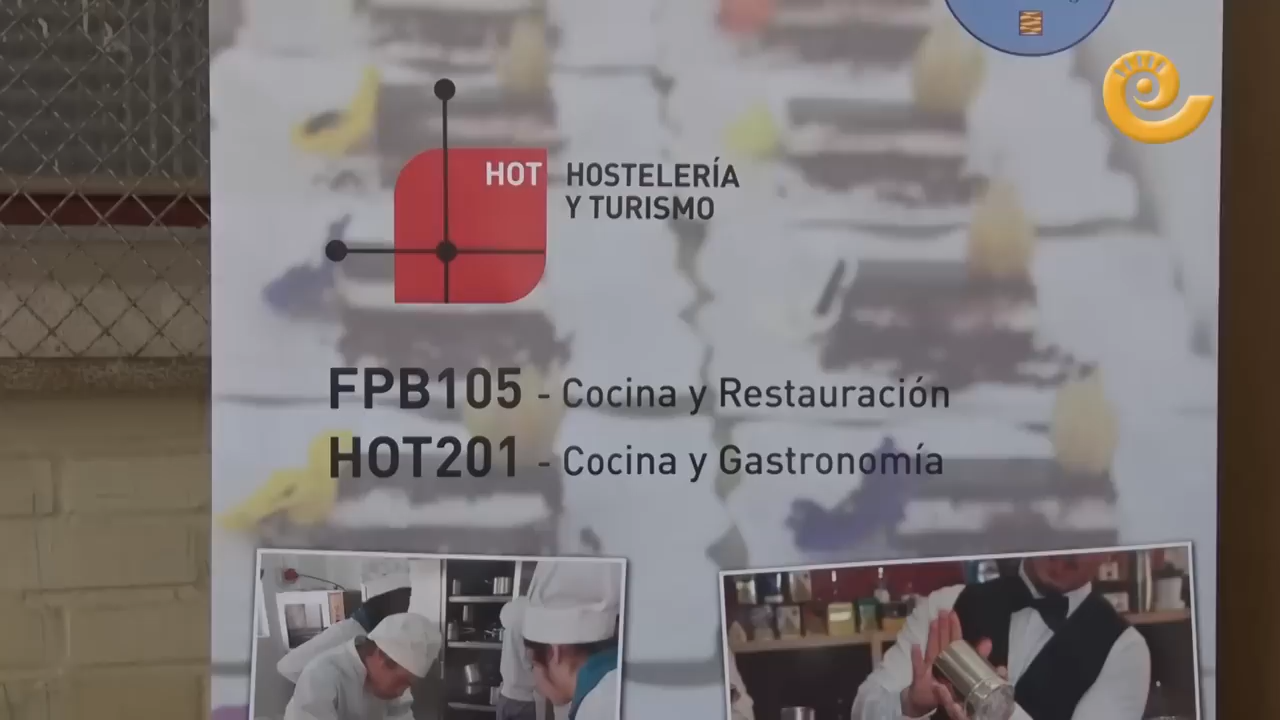 HOT HOSTELERÍA
Y TURISMO
FPB105 - Cocina y Restauración
HOT201 - Cocina y Gastronomía